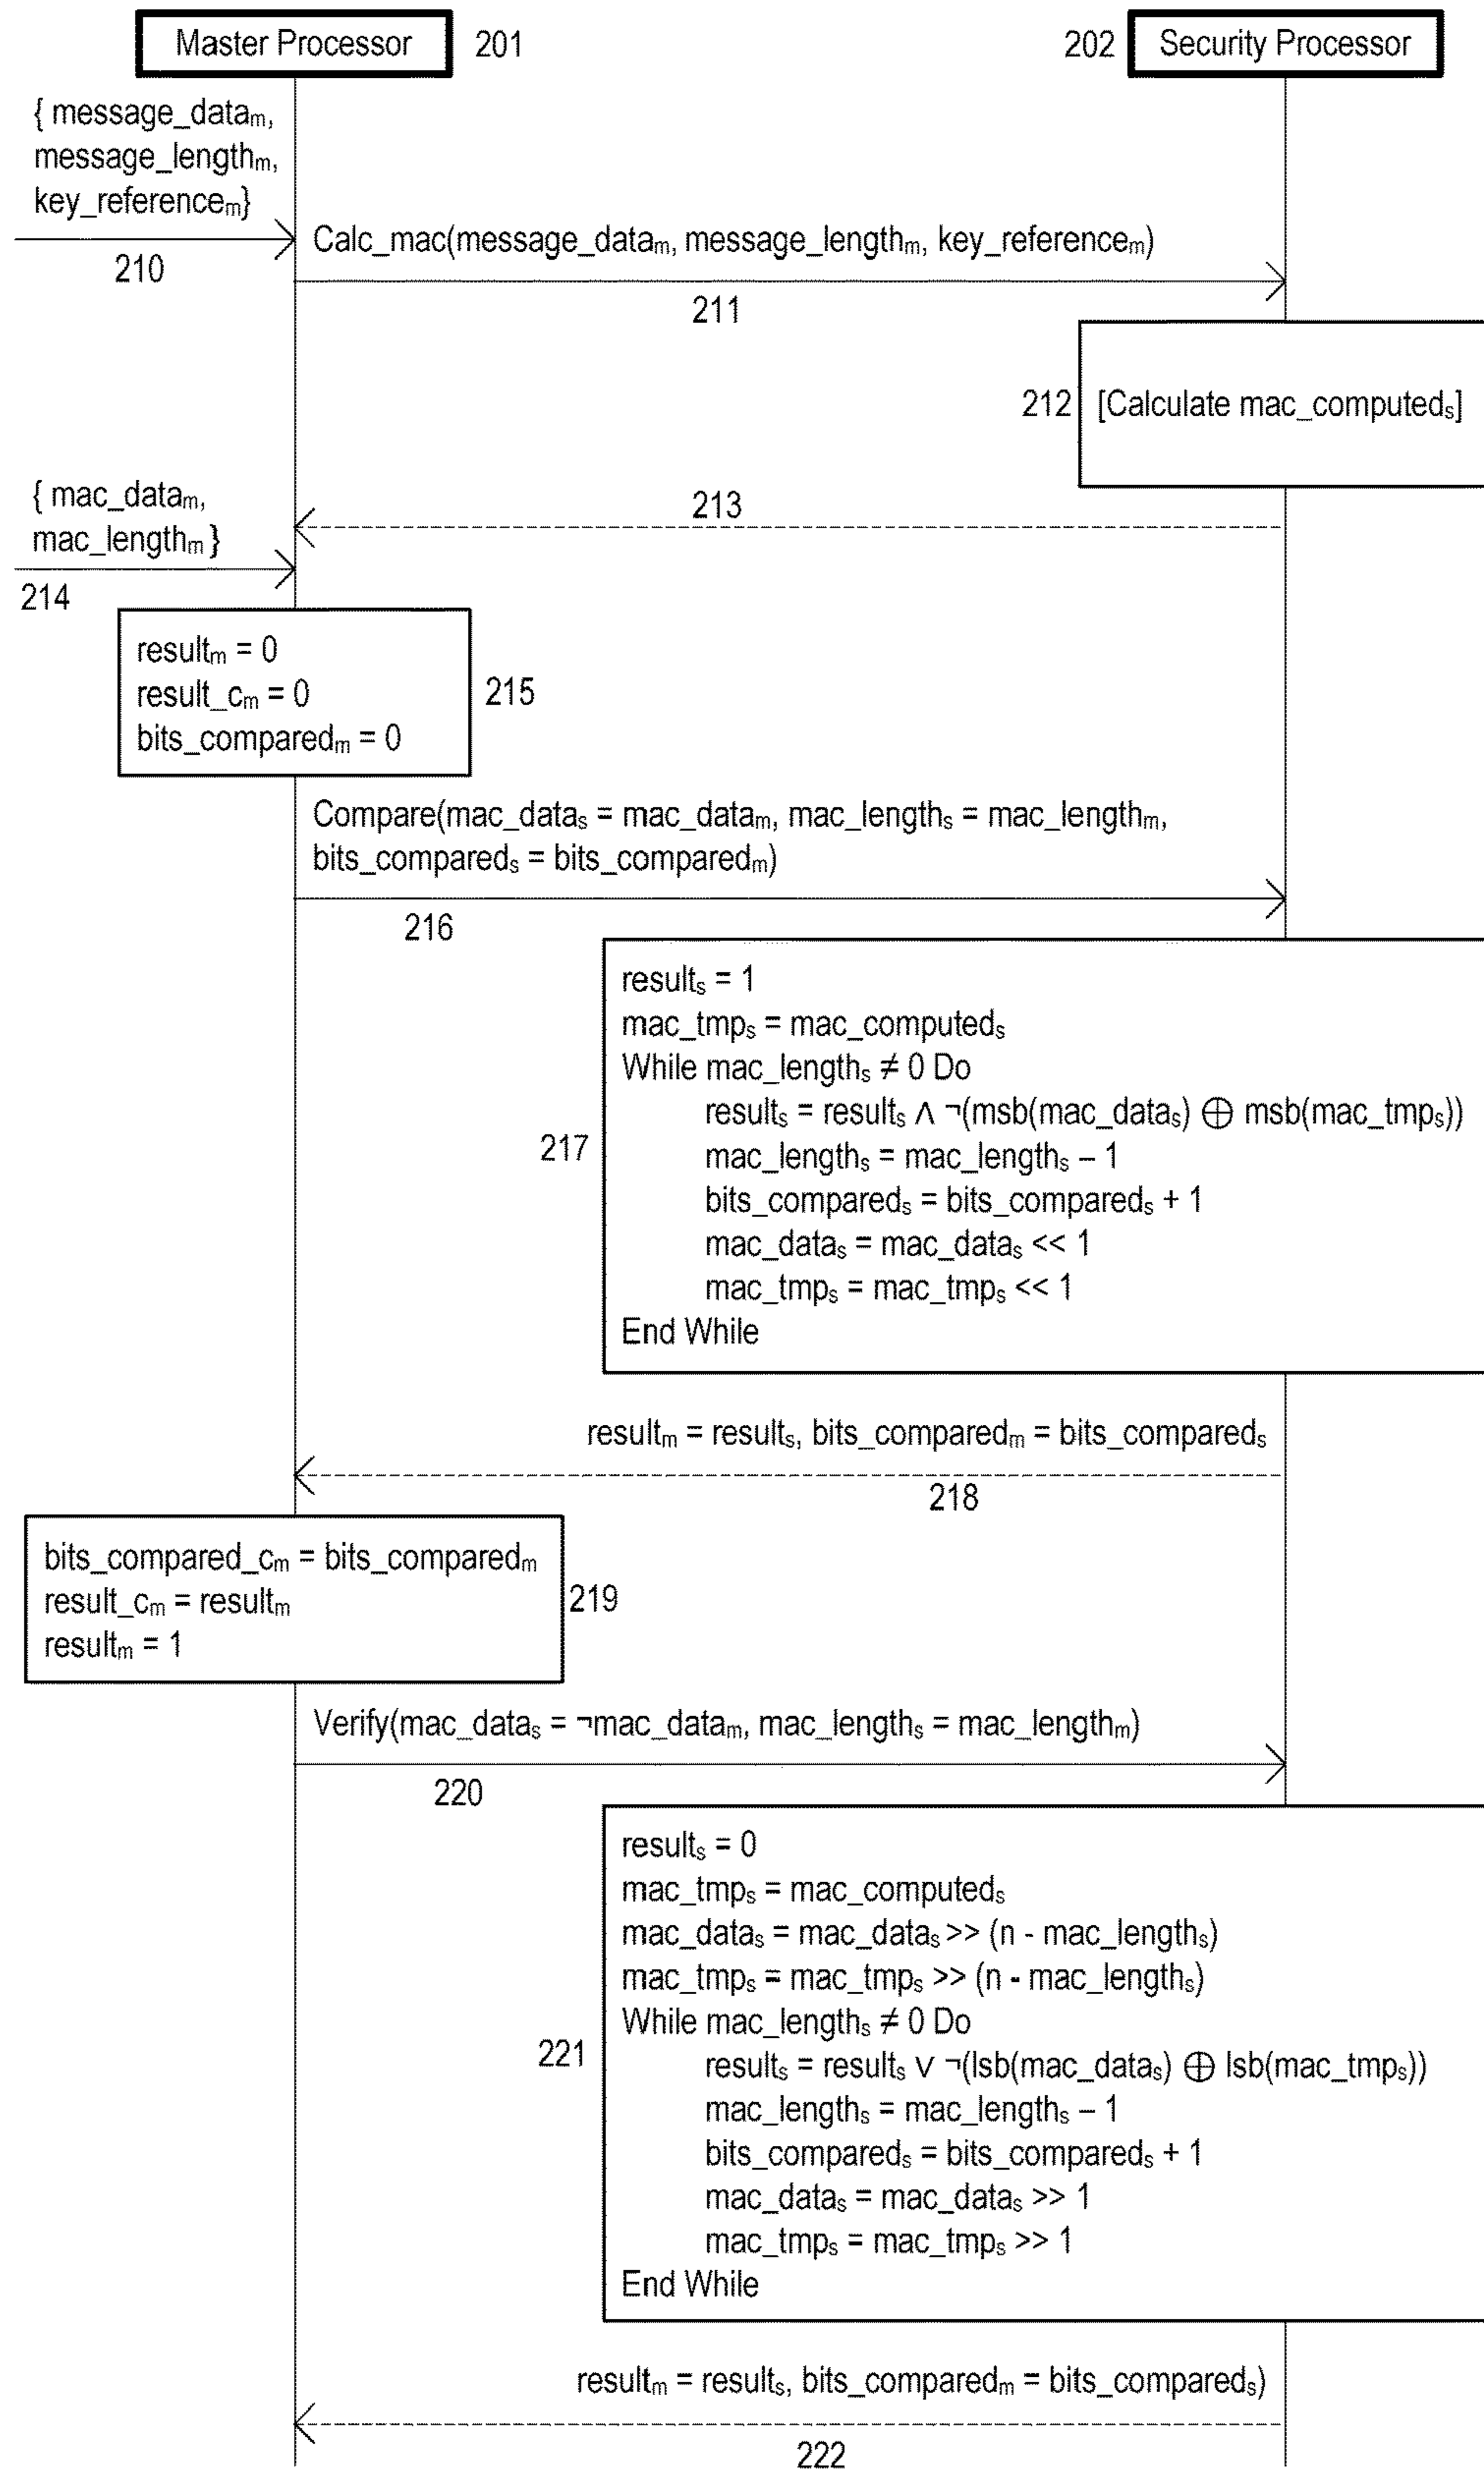 Master Processor 201
202 Security Processor
{ message_dataₘ,
message_lengthₘ,
key_referenceₘ}
210
Calc_mac(message_dataₘ, message_lengthₘ, key_referenceₘ)
211
212 [Calculate mac_computedₛ]
213
{ mac_dataₘ,
mac_lengthₘ }
214
resultₘ = 0
result_cₘ = 0
bits_comparedₘ = 0
215
Compare(mac_dataₛ = mac_dataₘ, mac_lengthₛ = mac_lengthₘ,
bits_comparedₛ = bits_comparedₘ)
216
217
resultₛ = 1
mac_tmpₛ = mac_computedₛ
While mac_lengthₛ ≠ 0 Do
resultₛ = resultₛ ∧ ¬(msb(mac_dataₛ) ⊕ msb(mac_tmpₛ))
mac_lengthₛ = mac_lengthₛ – 1
bits_comparedₛ = bits_comparedₛ + 1
mac_dataₛ = mac_dataₛ << 1
mac_tmpₛ = mac_tmpₛ << 1
End While
resultₘ = resultₛ, bits_comparedₘ = bits_comparedₛ
218
bits_compared_cₘ = bits_comparedₘ
result_cₘ = resultₘ
resultₘ = 1
219
Verify(mac_dataₛ = ¬mac_dataₘ, mac_lengthₛ = mac_lengthₘ)
220
221
resultₛ = 0
mac_tmpₛ = mac_computedₛ
mac_dataₛ = mac_dataₛ >> (n - mac_lengthₛ)
mac_tmpₛ = mac_tmpₛ >> (n - mac_lengthₛ)
While mac_lengthₛ ≠ 0 Do
resultₛ = resultₛ ∨ ¬(lsb(mac_dataₛ) ⊕ lsb(mac_tmpₛ))
mac_lengthₛ = mac_lengthₛ – 1
bits_comparedₛ = bits_comparedₛ + 1
mac_dataₛ = mac_dataₛ >> 1
mac_tmpₛ = mac_tmpₛ >> 1
End While
resultₘ = resultₛ, bits_comparedₘ = bits_comparedₛ)
222